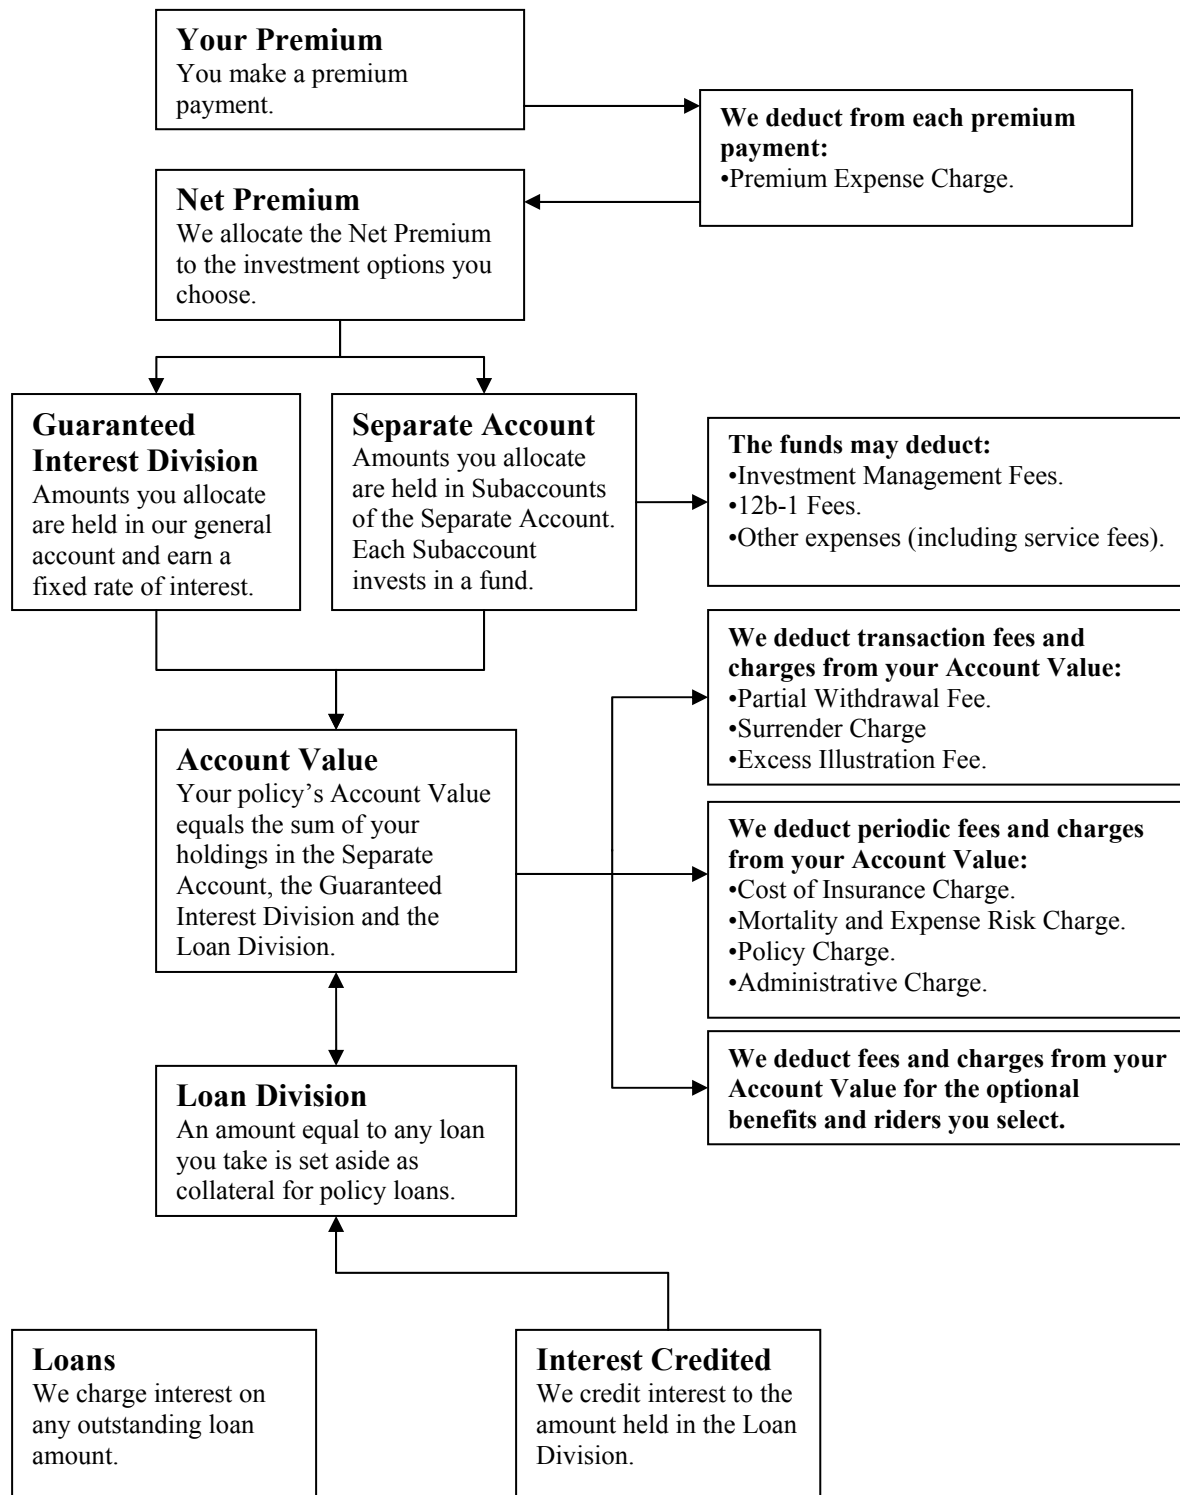 Your Premium
You make a premium
payment.
We deduct from each premium
payment:
•Premium Expense Charge.
Net Premium
We allocate the Net Premium
to the investment options you
choose.
Guaranteed
Interest Division
Amounts you allocate
are held in our general
account and earn a
fixed rate of interest.
Separate Account
Amounts you allocate
are held in Subaccounts
of the Separate Account.
Each Subaccount
invests in a fund.
The funds may deduct:
•Investment Management Fees.
•12b-1 Fees.
•Other expenses (including service fees).
We deduct transaction fees and
charges from your Account Value:
•Partial Withdrawal Fee.
•Surrender Charge
•Excess Illustration Fee.
Account Value
Your policy’s Account Value
equals the sum of your
holdings in the Separate
Account, the Guaranteed
Interest Division and the
Loan Division.
We deduct periodic fees and charges
from your Account Value:
•Cost of Insurance Charge.
•Mortality and Expense Risk Charge.
•Policy Charge.
•Administrative Charge.
We deduct fees and charges from your
Account Value for the optional
benefits and riders you select.
Loan Division
An amount equal to any loan
you take is set aside as
collateral for policy loans.
Loans
We charge interest on
any outstanding loan
amount.
Interest Credited
We credit interest to the
amount held in the Loan
Division.